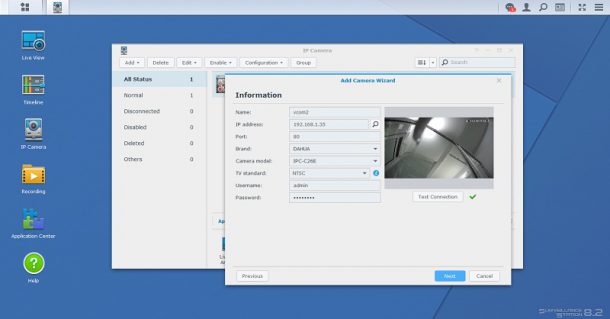 IP Camera
Add Delete Edit Enable Configuration Group Search
Live View
Timeline
IP Camera
Recording
Application Center
Help
All Status 1
Normal 1
Disconnected 0
Disabled 0
Deleted 0
Others 0
Add Camera Wizard
Information
Name: vcam2
IP address: 192.168.1.55
Port: 80
Brand: DAHUA
Camera model: IPC-C26E
TV standard: NTSC
Username: admin
Password: ••••••••
Test Connection
Previous Next Cancel
SURVEILLANCE STATION 8.2